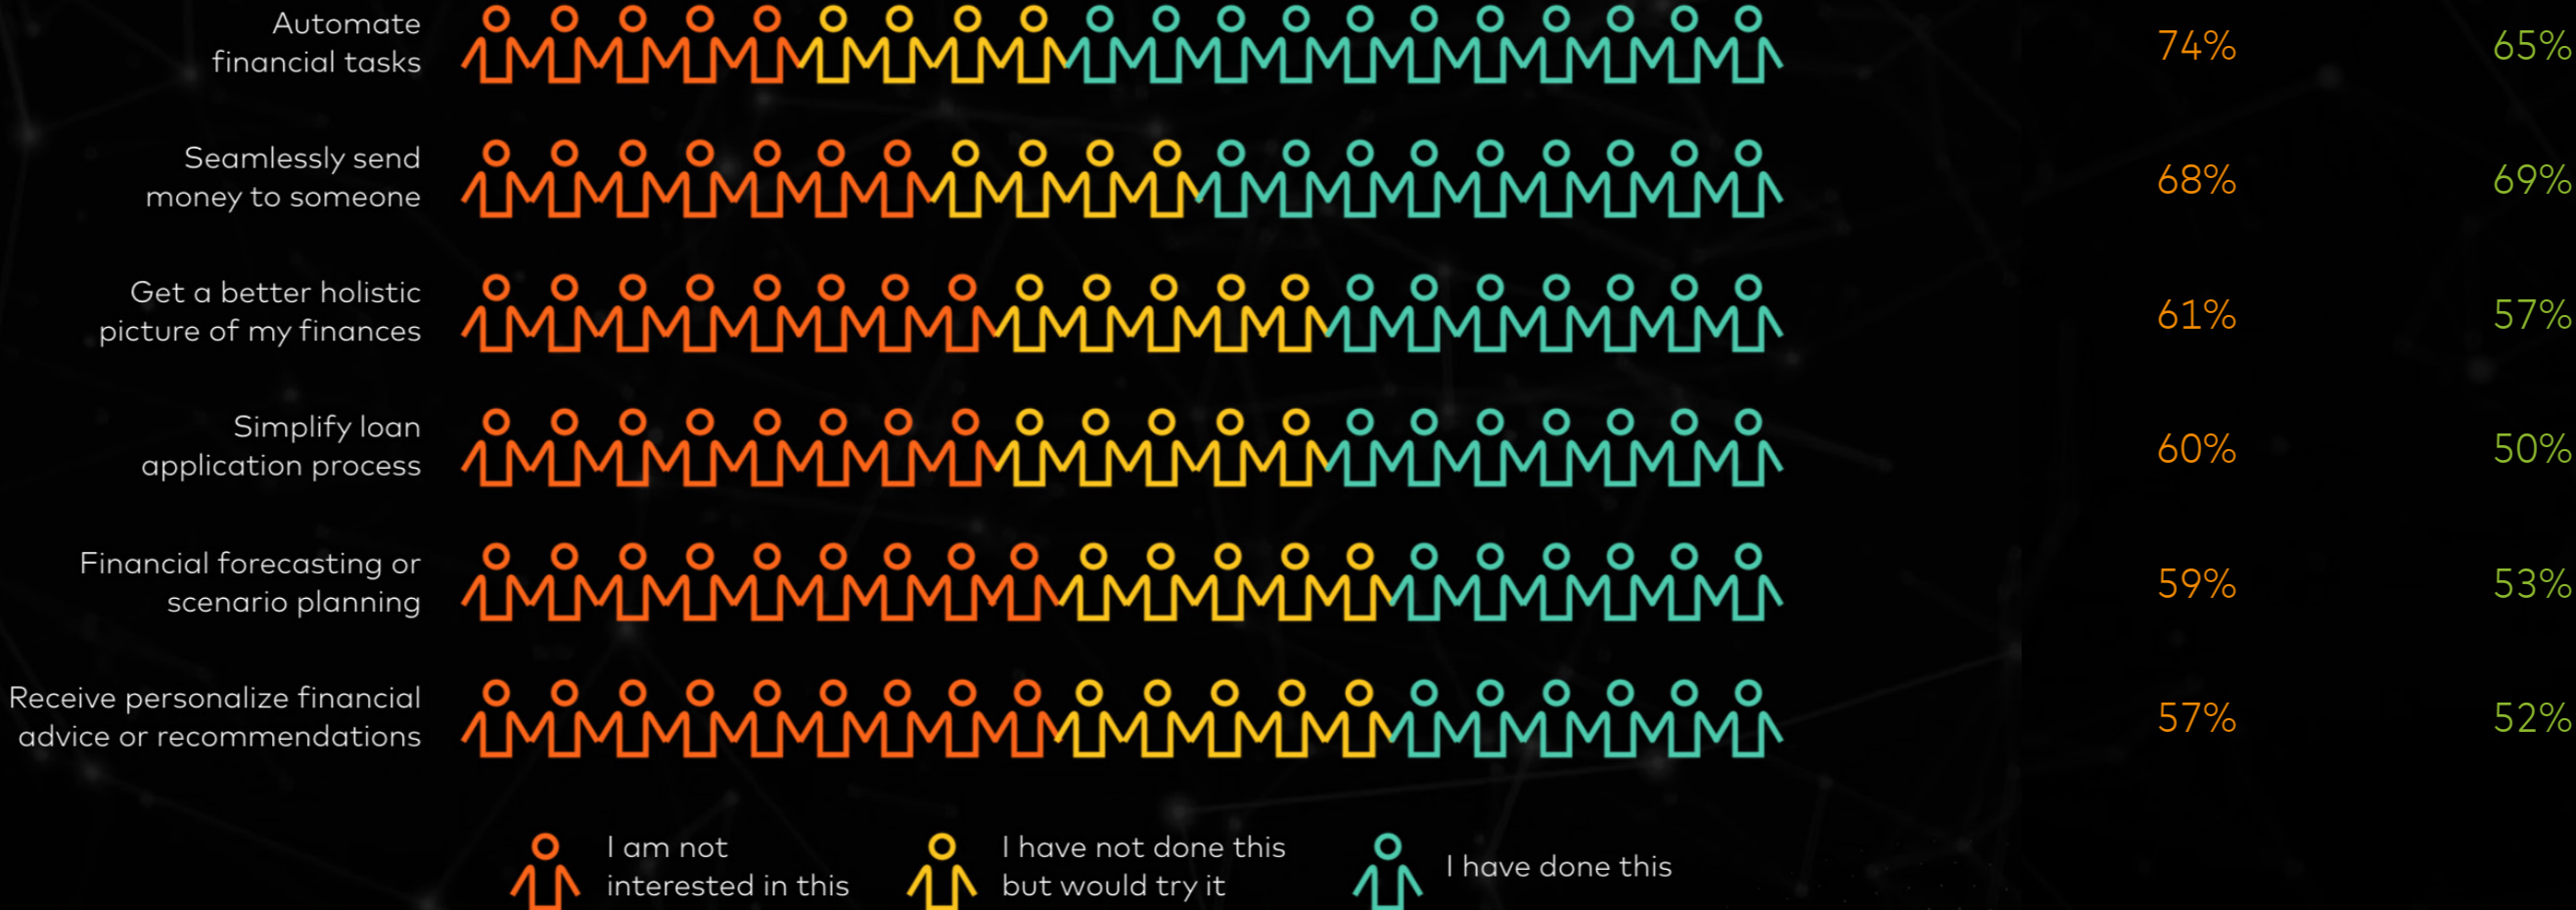 Automate
financial tasks
74%
65%
Seamlessly send
money to someone
68%
69%
Get a better holistic
picture of my finances
61%
57%
Simplify loan
application process
60%
50%
Financial forecasting or
scenario planning
59%
53%
Receive personalize financial
advice or recommendations
57%
52%
I am not
interested in this
I have not done this
but would try it
I have done this